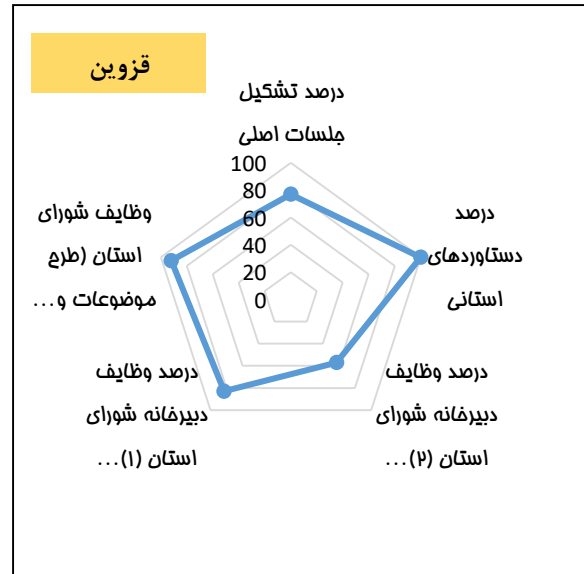 قزوین
درصد تشکیل
جلسات اصلی
100
80
60
40
20
0
درصد
دستاوردهای
استانی
درصد وظایف
دبیرخانه شورای
استان (۲)...
درصد وظایف
دبیرخانه شورای
استان (۱)...
وظایف شورای
استان (طرح
موضوعات و...